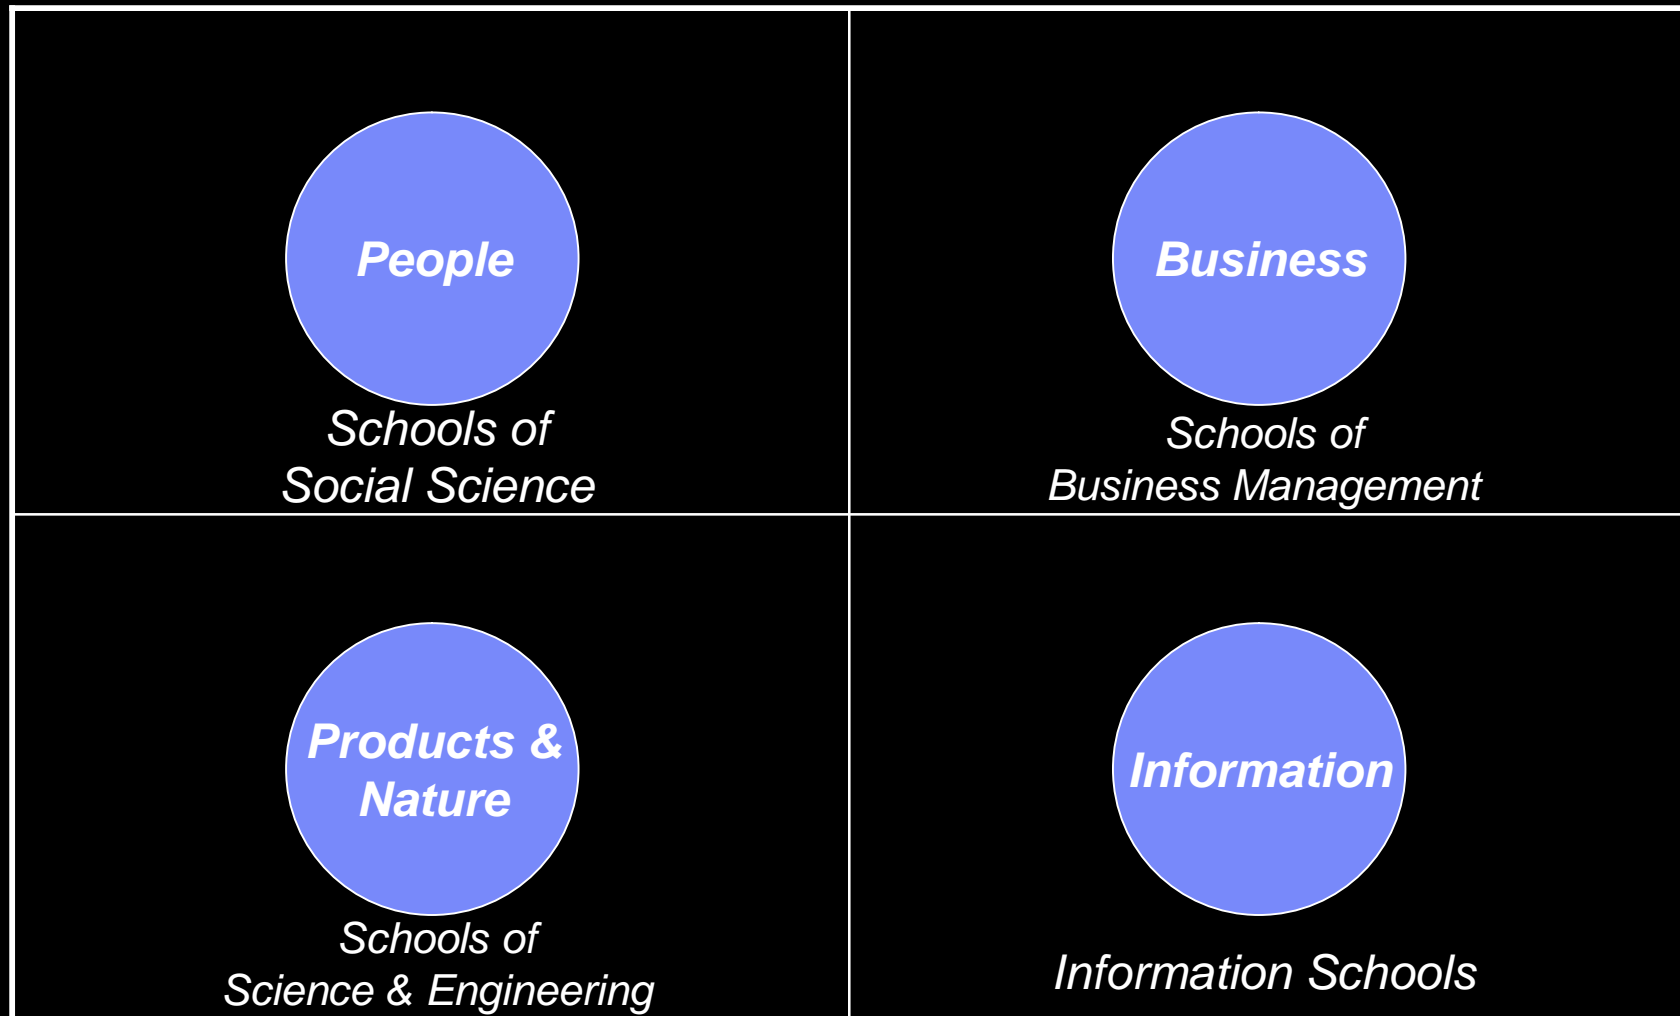 People
Schools of
Social Science
Business
Schools of
Business Management
Products &
Nature
Schools of
Science & Engineering
Information
Information Schools